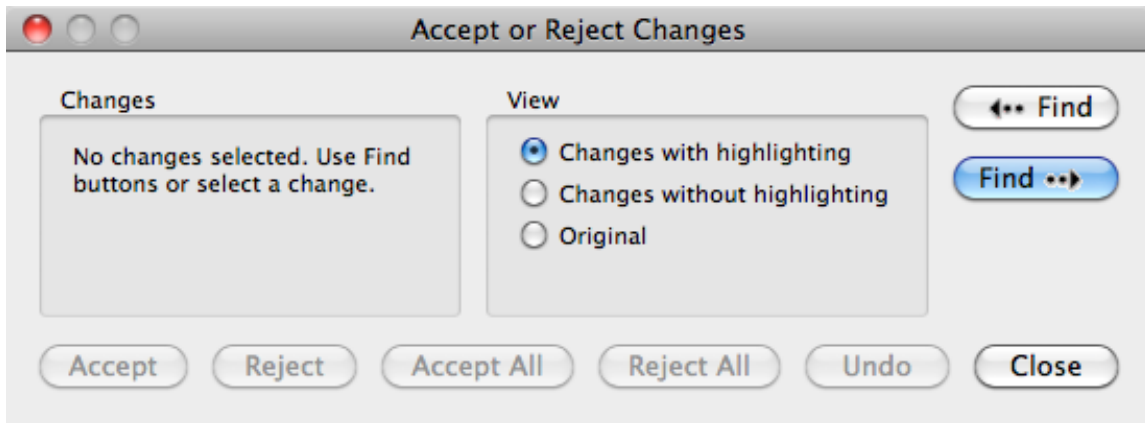 Accept or Reject Changes
Changes
No changes selected. Use Find
buttons or select a change.
View
Changes with highlighting
Changes without highlighting
Original
Find
Find
Accept
Reject
Accept All
Reject All
Undo
Close